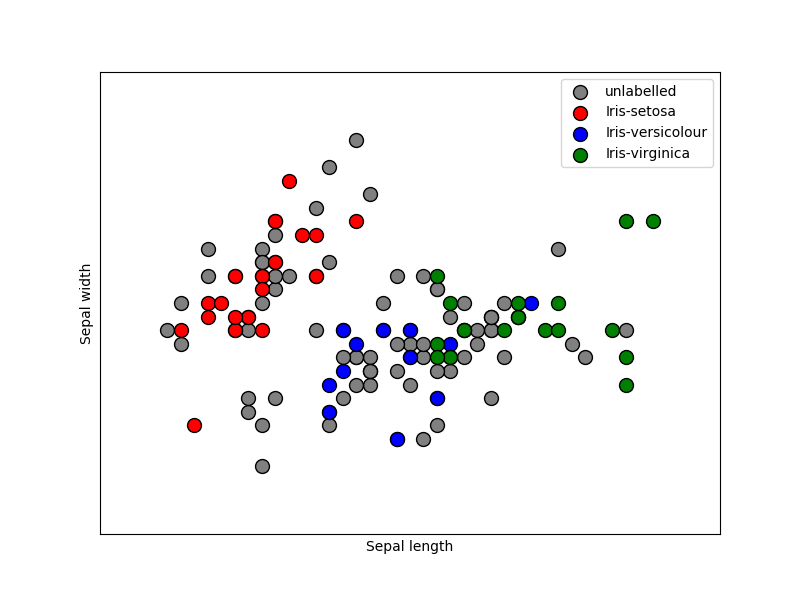 unlabelled
Iris-setosa
Iris-versicolour
Iris-virginica
Sepal width
Sepal length